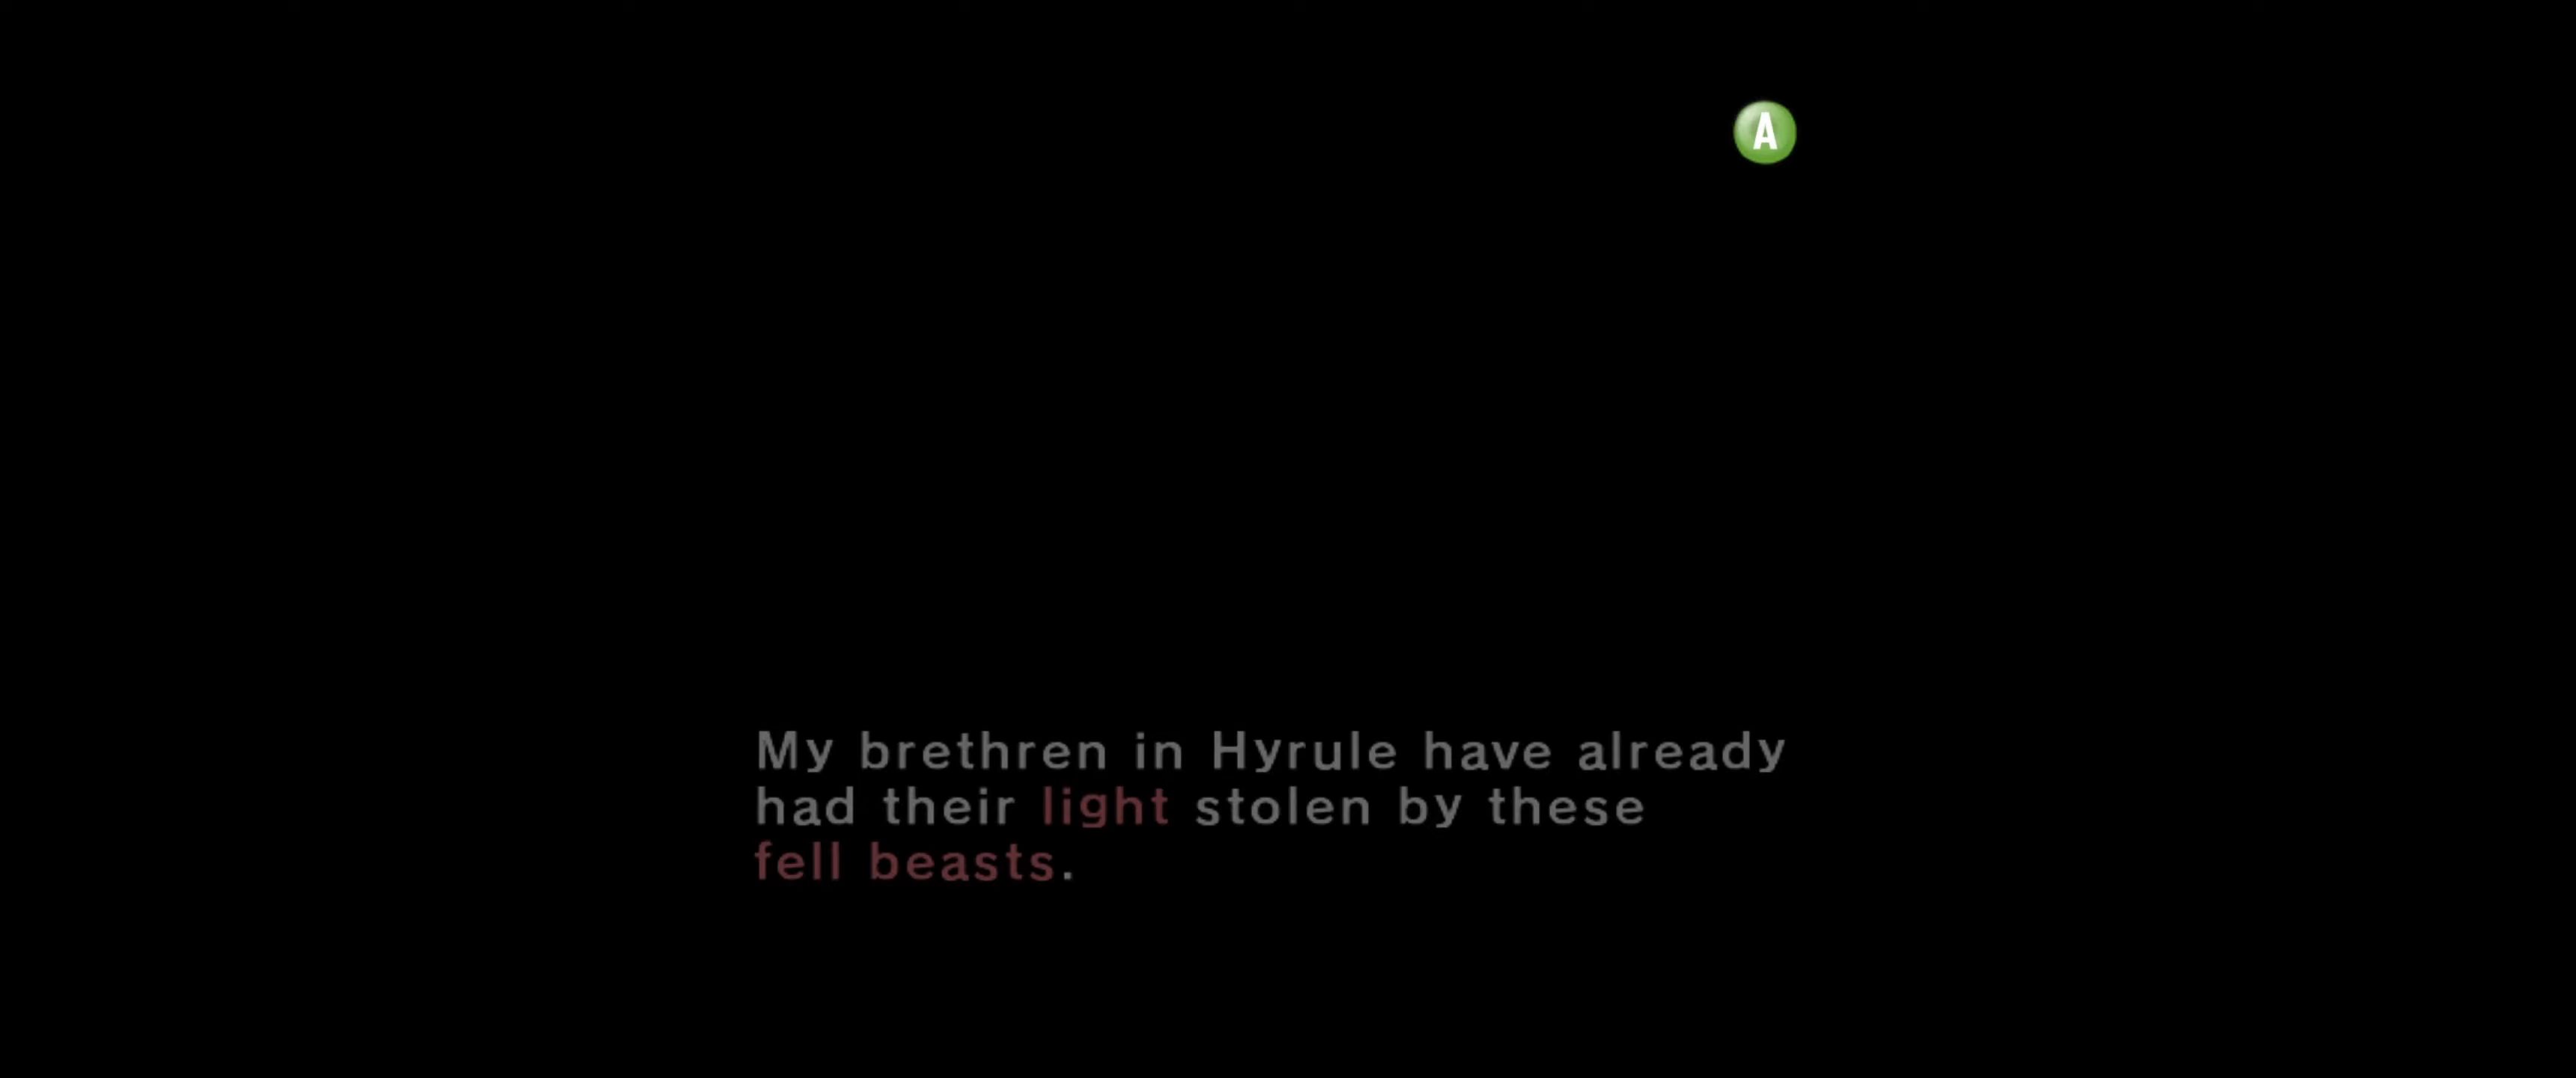 A
My brethren in Hyrule have already
had their light stolen by these
fell beasts.